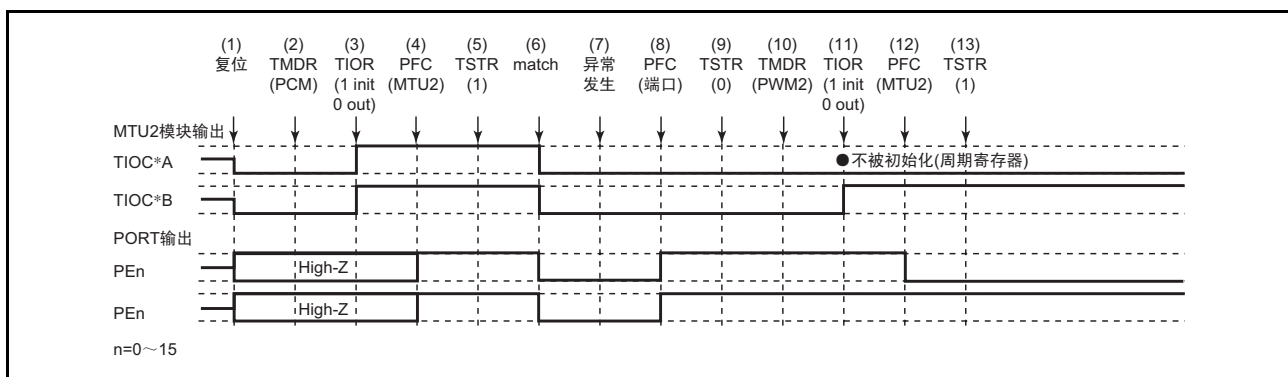 (1) (2) (3) (4) (5) (6) (7) (8) (9) (10) (11) (12) (13)
复位 TMDR TIOR PFC TSTR match 异常 PFC TSTR TMDR TIOR PFC TSTR
(PCM) (1 init (MTU2) (1) 发生 (端口) (0) (PWM2) (1 init (MTU2) (1)
0 out) 0 out)
MTU2模块输出
TIOC*A ●不被初始化(周期寄存器)
TIOC*B
PORT输出
PEn High-Z
PEn High-Z
n=0～15